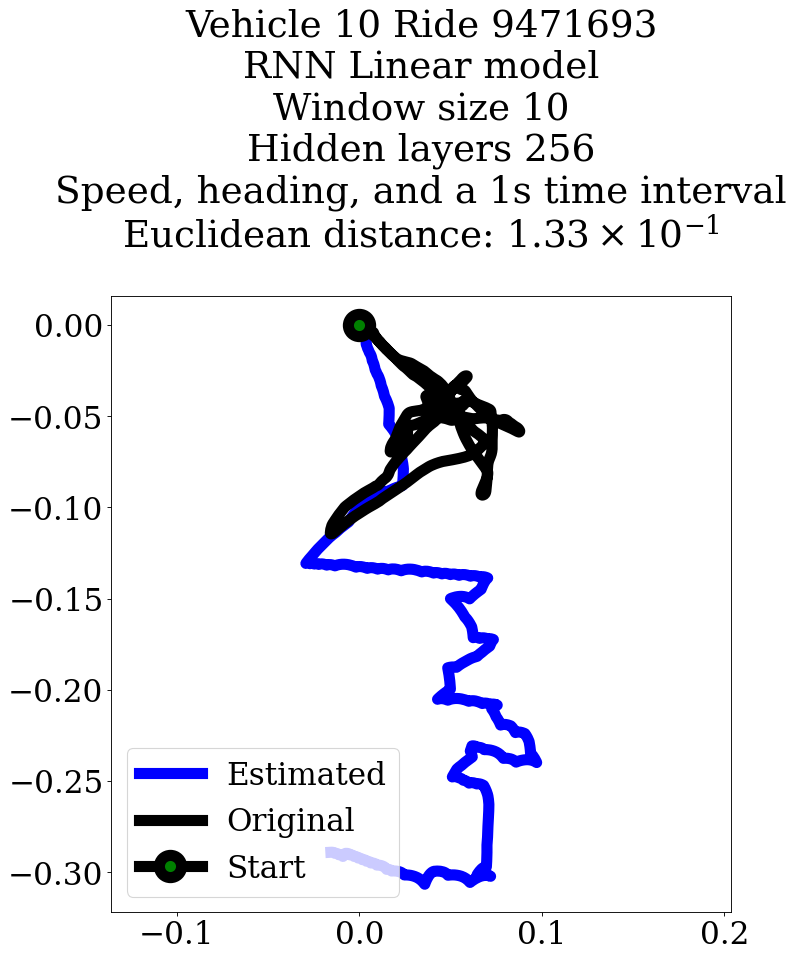 Vehicle 10 Ride 9471693
RNN Linear model
Window size 10
Hidden layers 256
Speed, heading, and a 1s time interval
Euclidean distance: 1.33 × 10⁻¹
0.00
−0.05
−0.10
−0.15
−0.20
−0.25
−0.30
Estimated
Original
Start
−0.1 0.0 0.1 0.2